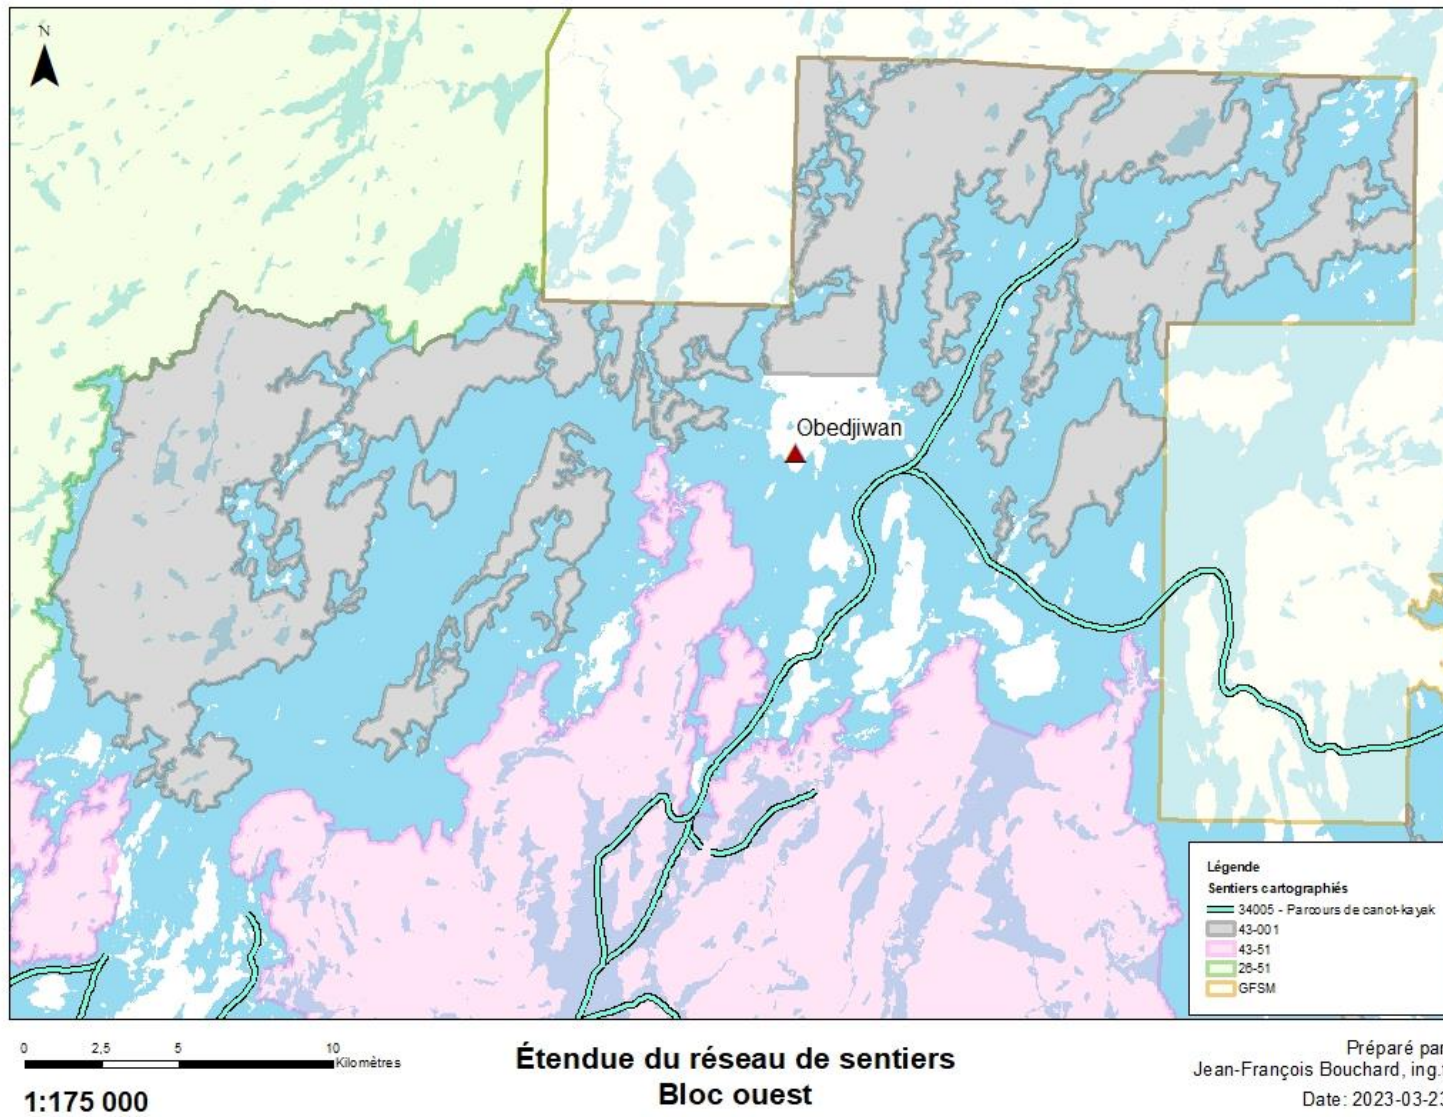 N
Obedjiwan
Légende
Sentiers cartographiés
34005 - Parcours de canot-kayak
43-001
43-51
26-51
GFSM
0 2,5 5 10
Kilomètres
1:175 000
Étendue du réseau de sentiers
Bloc ouest
Préparé par
Jean-François Bouchard, ing.
Date: 2023-03-23